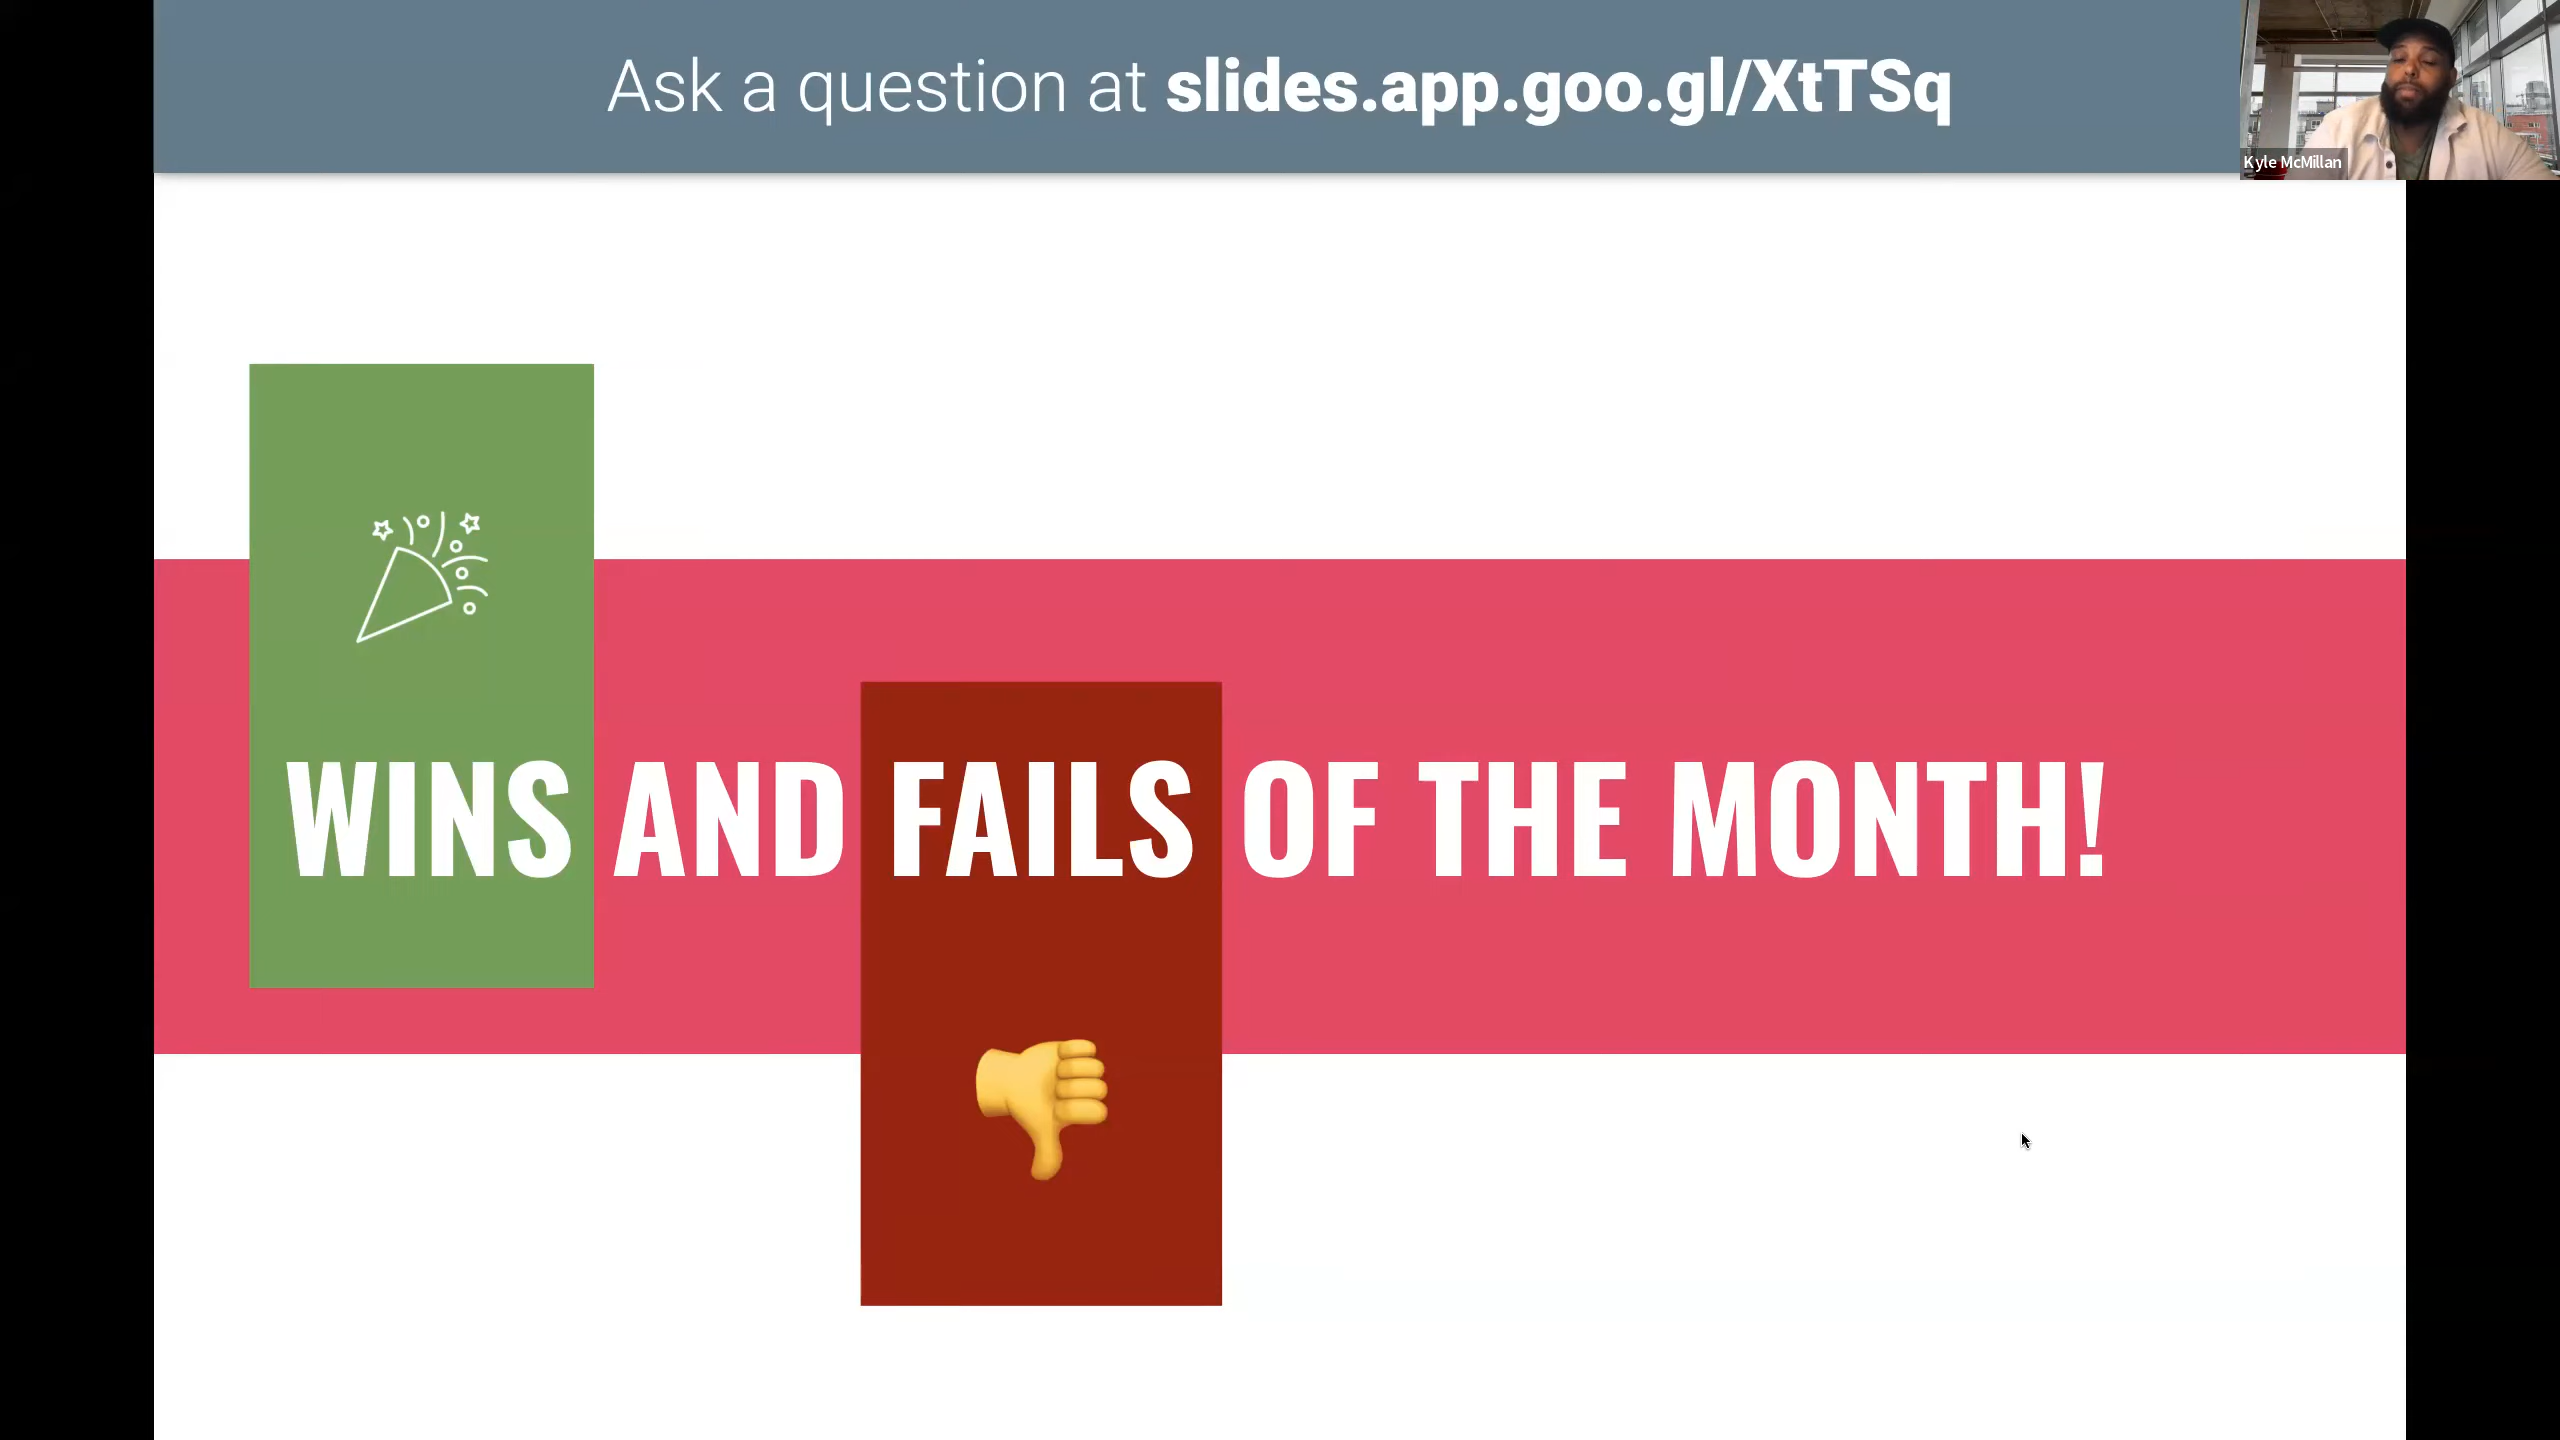 Ask a question at slides.app.goo.gl/XtTSq
Kyle McMillan
WINS AND FAILS OF THE MONTH!